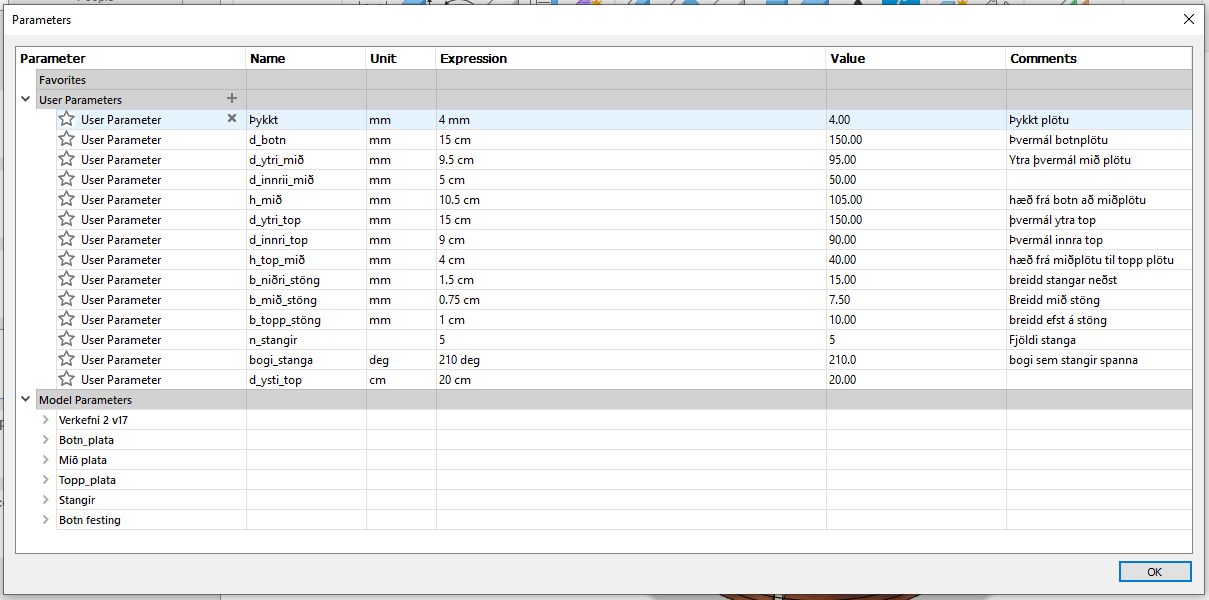 Parameters
Parameter Name Unit Expression Value Comments
Favorites
User Parameters
User Parameter Þykkt mm 4 mm 4.00 Þykkt plötu
User Parameter d_botn mm 15 cm 150.00 Þvermál botnplötu
User Parameter d_ytri_mið mm 9.5 cm 95.00 Ytra þvermál mið plötu
User Parameter d_innrii_mið mm 5 cm 50.00
User Parameter h_mið mm 10.5 cm 105.00 hæð frá botn að miðplötu
User Parameter d_ytri_top mm 15 cm 150.00 þvermál ytra top
User Parameter d_innri_top mm 9 cm 90.00 Þvermál innra top
User Parameter h_top_mið mm 4 cm 40.00 hæð frá miðplötu til topp plötu
User Parameter b_niðri_stöng mm 1.5 cm 15.00 breidd stangar neðst
User Parameter b_mið_stöng mm 0.75 cm 7.50 Breidd mið stöng
User Parameter b_topp_stöng mm 1 cm 10.00 breidd efst á stöng
User Parameter n_stangir 5 5 Fjöldi stanga
User Parameter bogi_stanga deg 210 deg 210.0 bogi sem stangir spanna
User Parameter d_ysti_top cm 20 cm 20.00
Model Parameters
Verkefni 2 v17
Botn_plata
Mið plata
Topp_plata
Stangir
Botn festing
OK